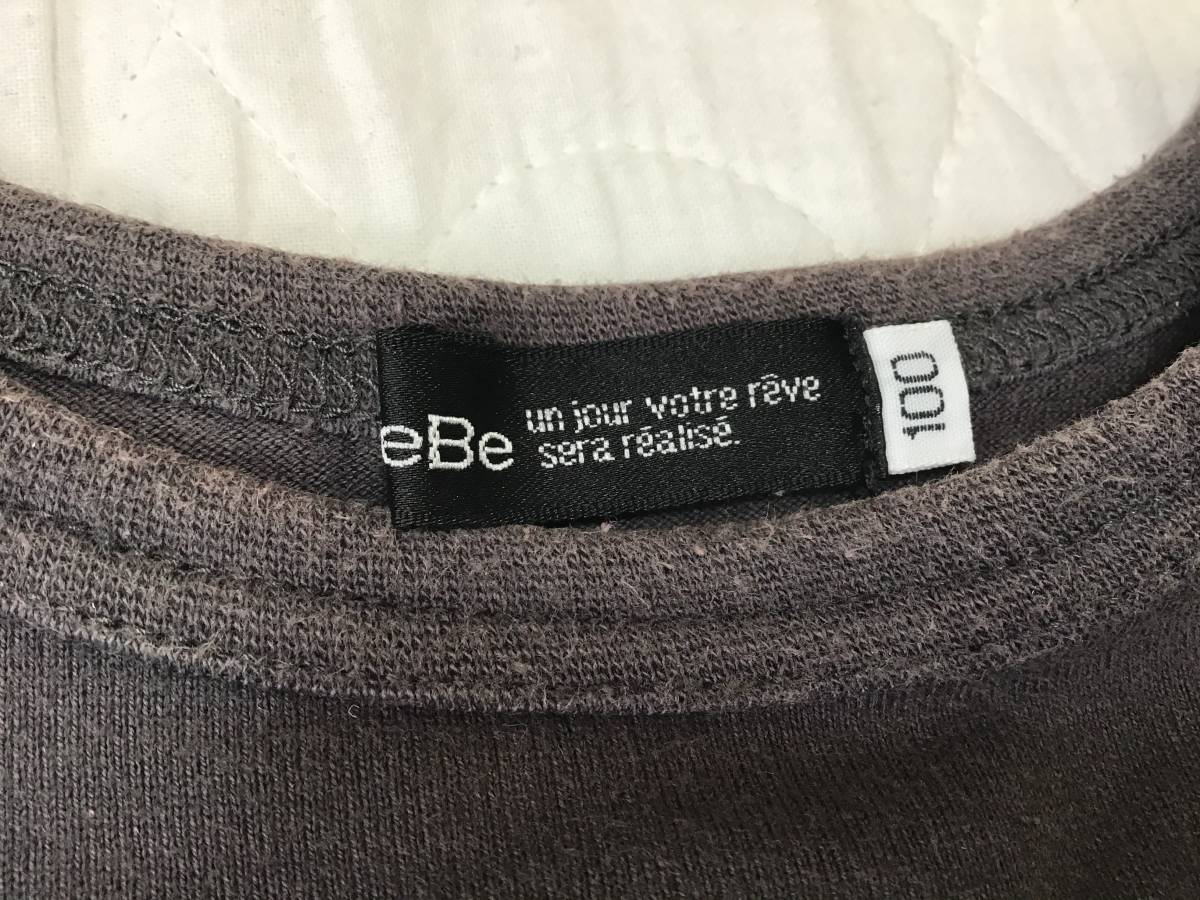 eBe
un jour votre rêve
sera réalisé.
100